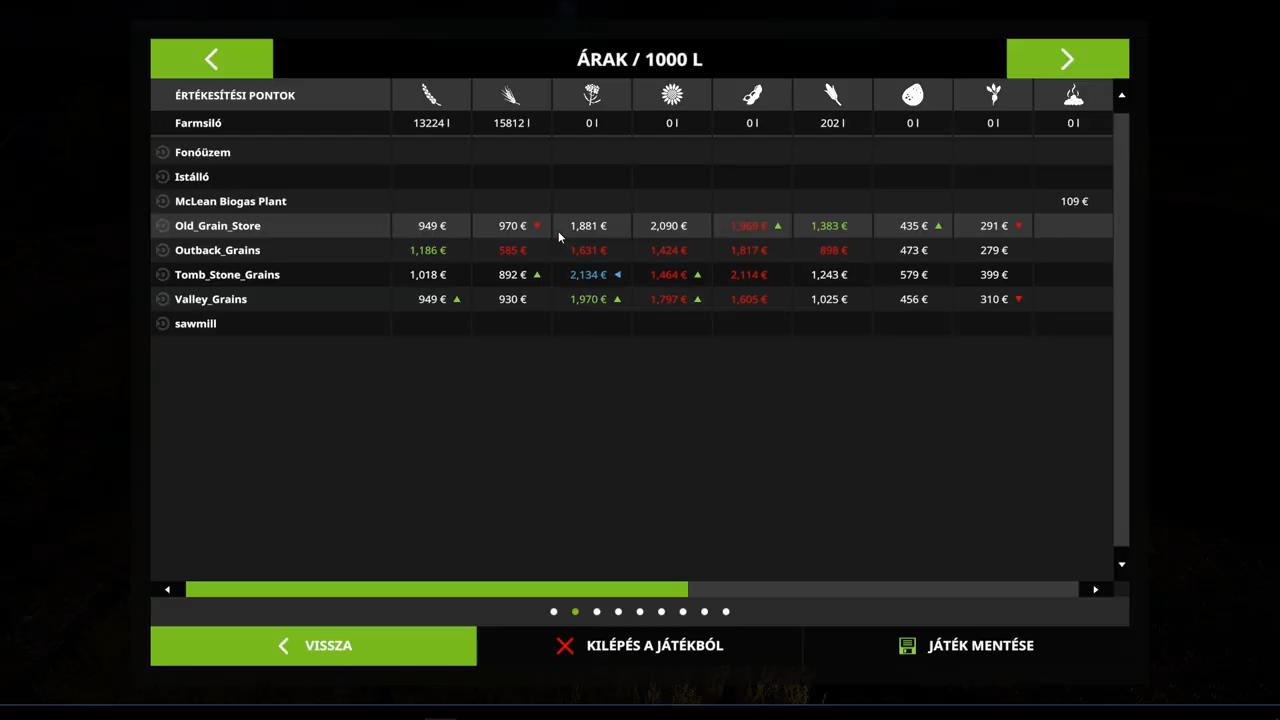 ÁRAK / 1000 L
ÉRTÉKESÍTÉSI PONTOK
Farmsiló 13224 l 15812 l 0 l 0 l 0 l 202 l 0 l 0 l 0 l
Fonóüzem
Istálló
McLean Biogas Plant 109 €
Old_Grain_Store 949 € 970 € 1,881 € 2,090 € 1,969 € 1,383 € 435 € 291 €
Outback_Grains 1,186 € 585 € 1,631 € 1,424 € 1,817 € 898 € 473 € 279 €
Tomb_Stone_Grains 1,018 € 892 € 2,134 € 1,464 € 2,114 € 1,243 € 579 € 399 €
Valley_Grains 949 € 930 € 1,970 € 1,797 € 1,605 € 1,025 € 456 € 310 €
sawmill
VISSZA KILÉPÉS A JÁTÉKBÓL JÁTÉK MENTÉSE